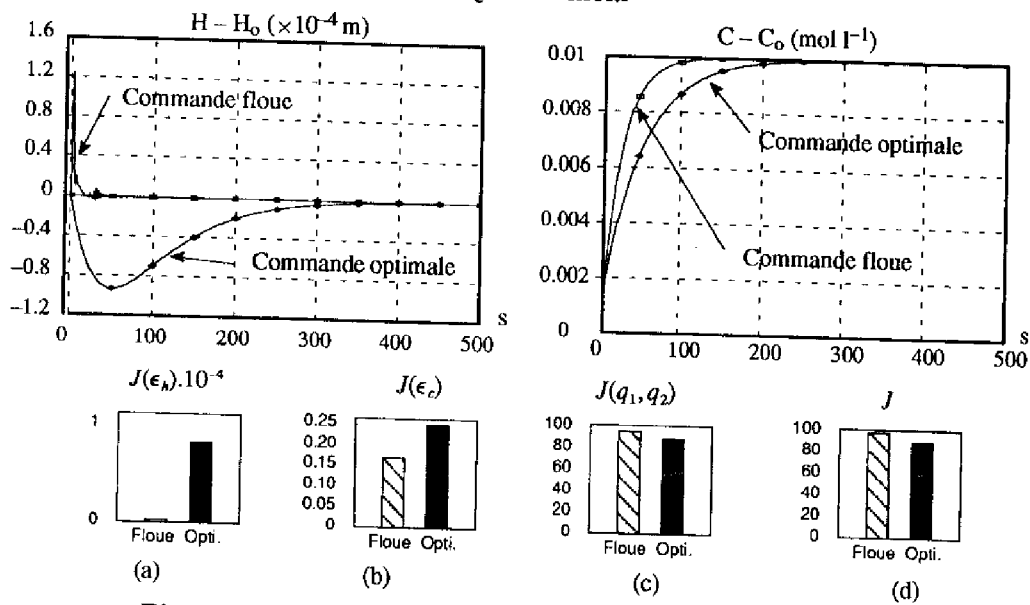 H – H₀ (×10⁻⁴ m)
1.6
1.2
0.8
0.4
0
–0.4
–0.8
–1.2
Commande floue
Commande optimale
0
100
200
300
400
500
s
C – C₀ (mol l⁻¹)
0.01
0.008
0.006
0.004
0.002
0
Commande optimale
Commande floue
0
100
200
300
400
500
s
J(ϵₕ).10⁻⁴
1
0
Floue Opti.
(a)
J(ϵ_c)
0.25
0.20
0.15
0.10
0.05
0
Floue Opti.
(b)
J(q₁, q₂)
100
80
60
40
20
0
Floue Opti.
(c)
J
100
80
60
40
20
0
Floue Opti.
(d)